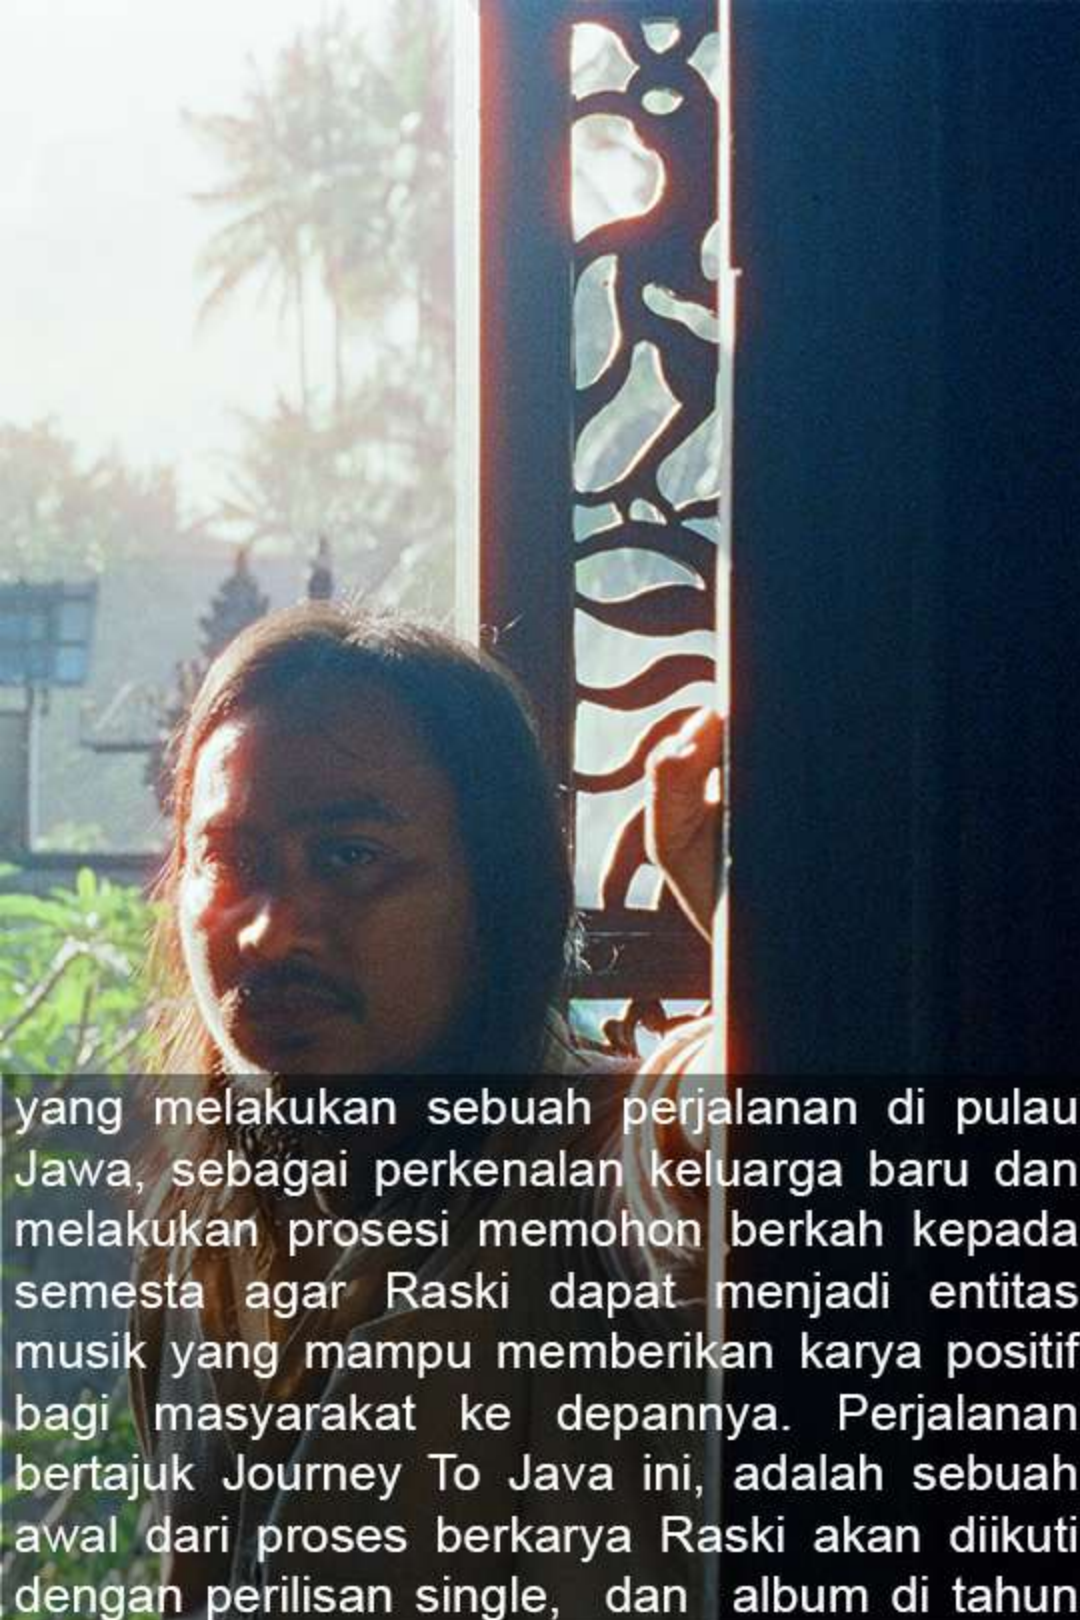 yang melakukan sebuah perjalanan di pulau
Jawa, sebagai perkenalan keluarga baru dan
melakukan prosesi memohon berkah kepada
semesta agar Raski dapat menjadi entitas
musik yang mampu memberikan karya positif
bagi masyarakat ke depannya. Perjalanan
bertajuk Journey To Java ini, adalah sebuah
awal dari proses berkarya Raski akan diikuti
dengan perilisan single, dan album di tahun